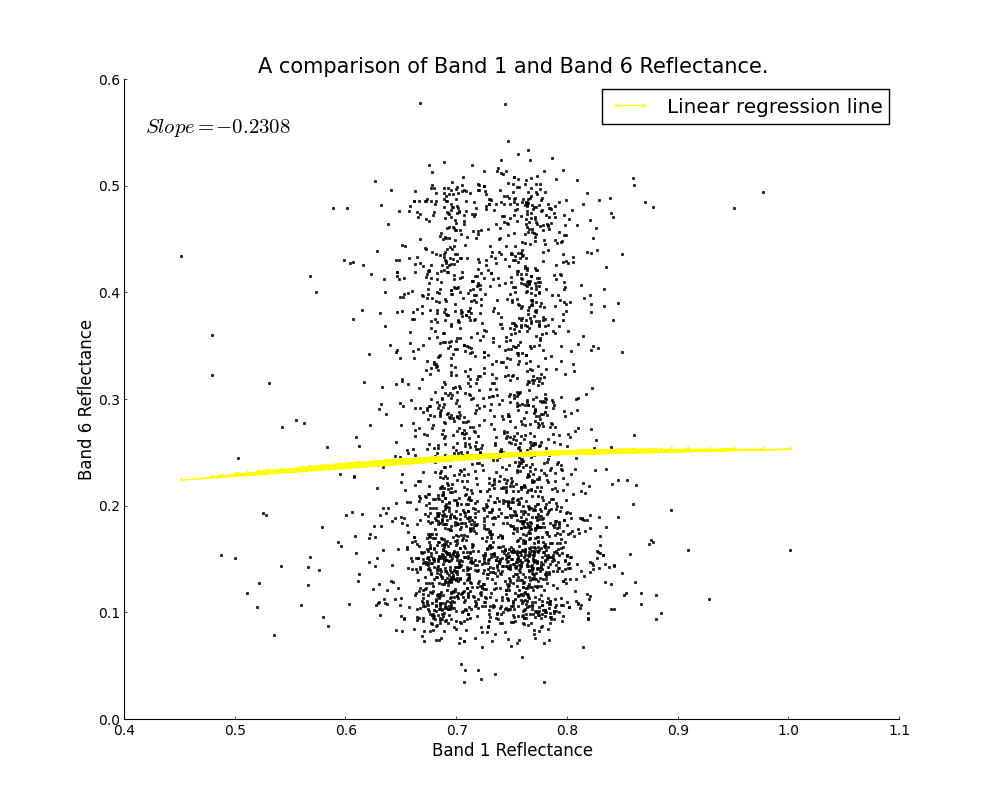 A comparison of Band 1 and Band 6 Reflectance.
Linear regression line
Slope=−0.2308
0.6
0.5
0.4
0.3
0.2
0.1
0.0
Band 6 Reflectance
0.4 0.5 0.6 0.7 0.8 0.9 1.0 1.1
Band 1 Reflectance